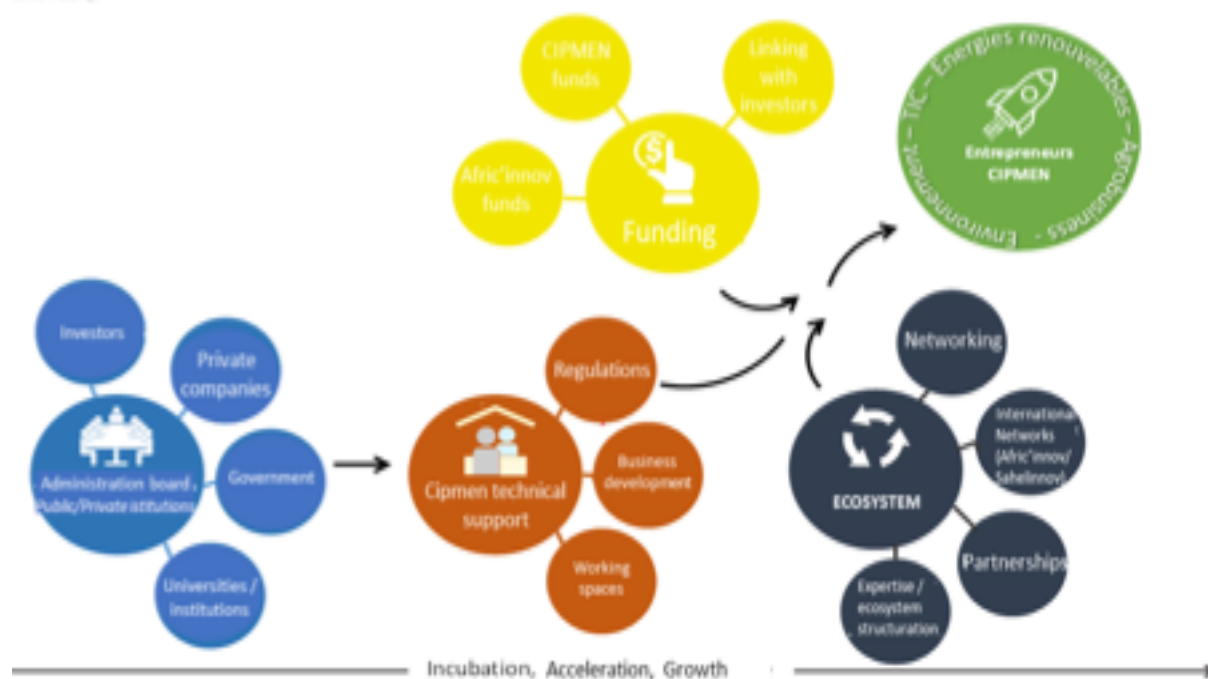 CIPMEN
funds
Linking
with
investors
Afric'innov
funds
Funding
TIC – Énergies renouvelables – Agrobusiness - Environnement –
Entrepreneurs
CIPMEN
Investors
Private
companies
Government
Universities /
institutions
Administration board,
Public/Private istitutions
Regulations
Business
development
Working
spaces
Cipmen technical
support
Networking
International
Networks
(Afric'innov/
Sahelinnov)
Partnerships
Expertise /
ecosystem
structuration
ECOSYSTEM
Incubation, Acceleration, Growth